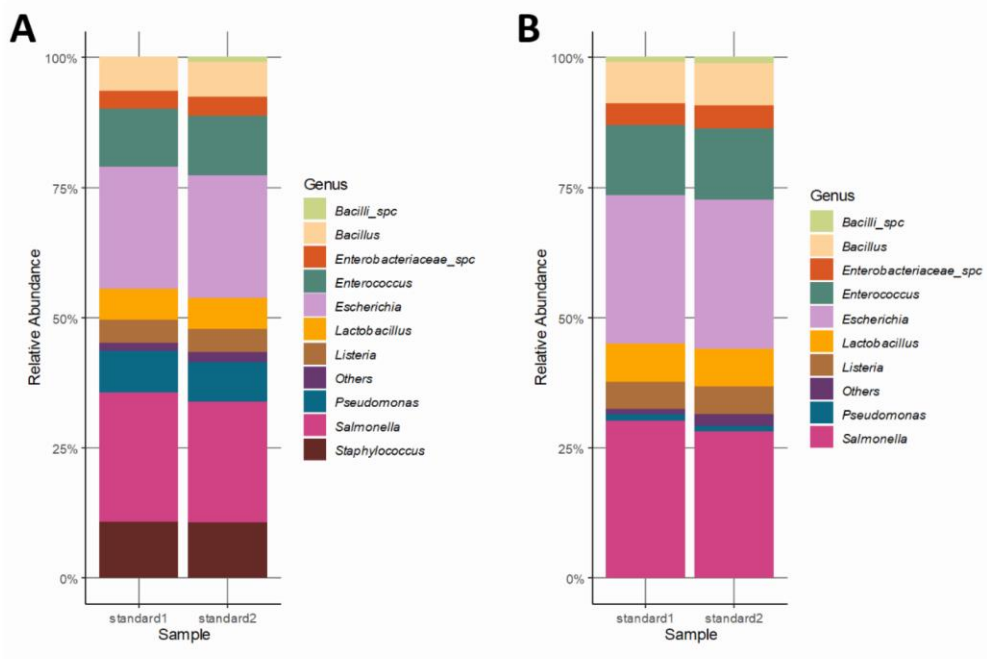 A
100%
75%
50%
25%
0%
Relative Abundance
standard1 standard2
Sample
Genus
Bacilli_spc
Bacillus
Enterobacteriaceae_spc
Enterococcus
Escherichia
Lactobacillus
Listeria
Others
Pseudomonas
Salmonella
Staphylococcus
B
100%
75%
50%
25%
0%
Relative Abundance
standard1 standard2
Sample
Genus
Bacilli_spc
Bacillus
Enterobacteriaceae_spc
Enterococcus
Escherichia
Lactobacillus
Listeria
Others
Pseudomonas
Salmonella